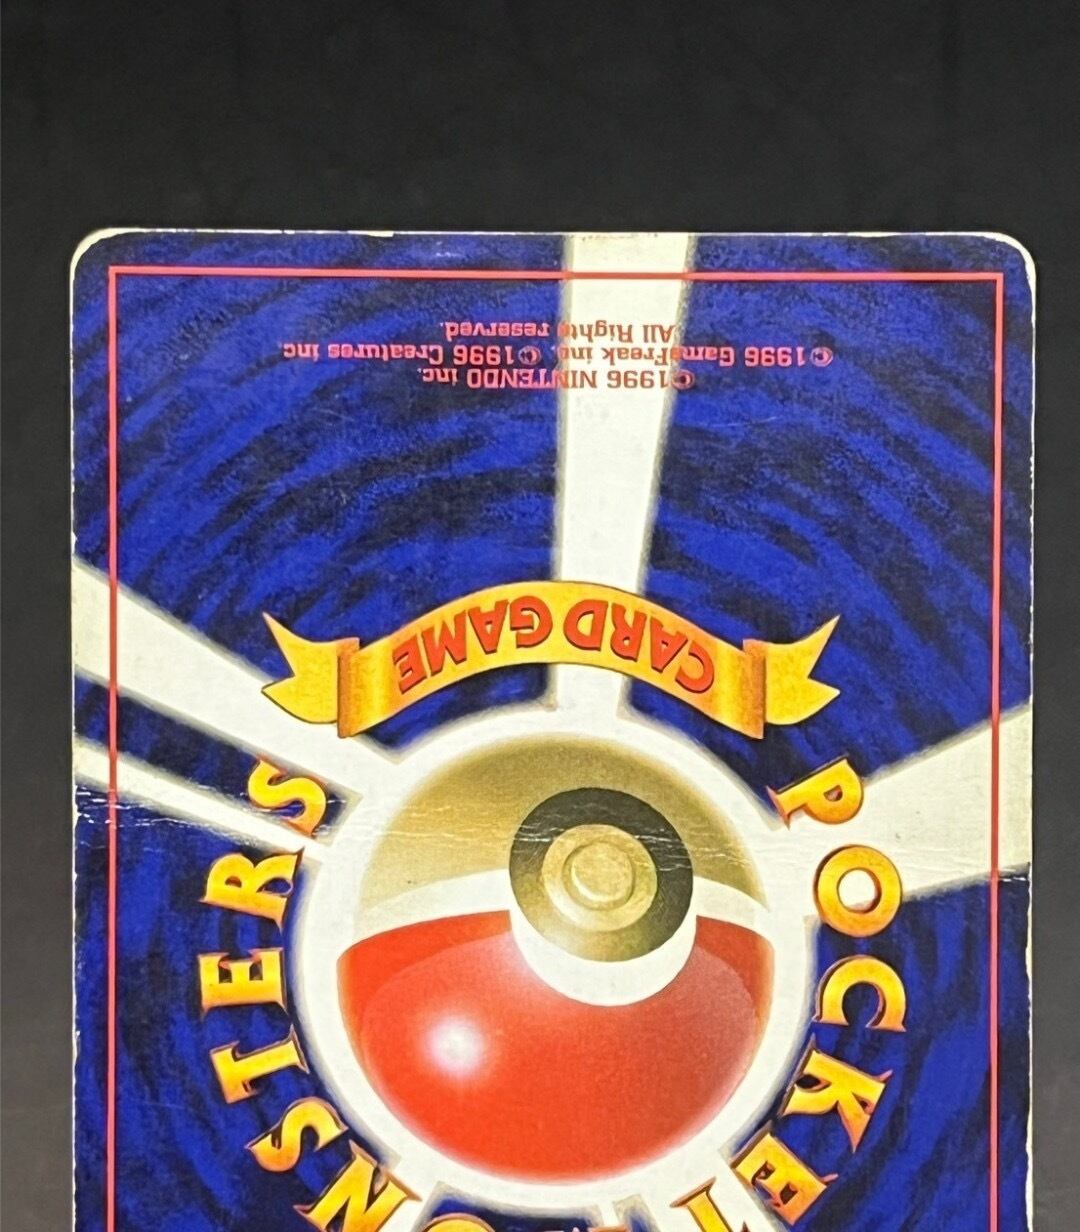 POCKET MONSTERS
CARD GAME
©1996 NINTENDO inc.
©1996 GameFreak inc. ©1996 Creatures inc
All Rights reserved.